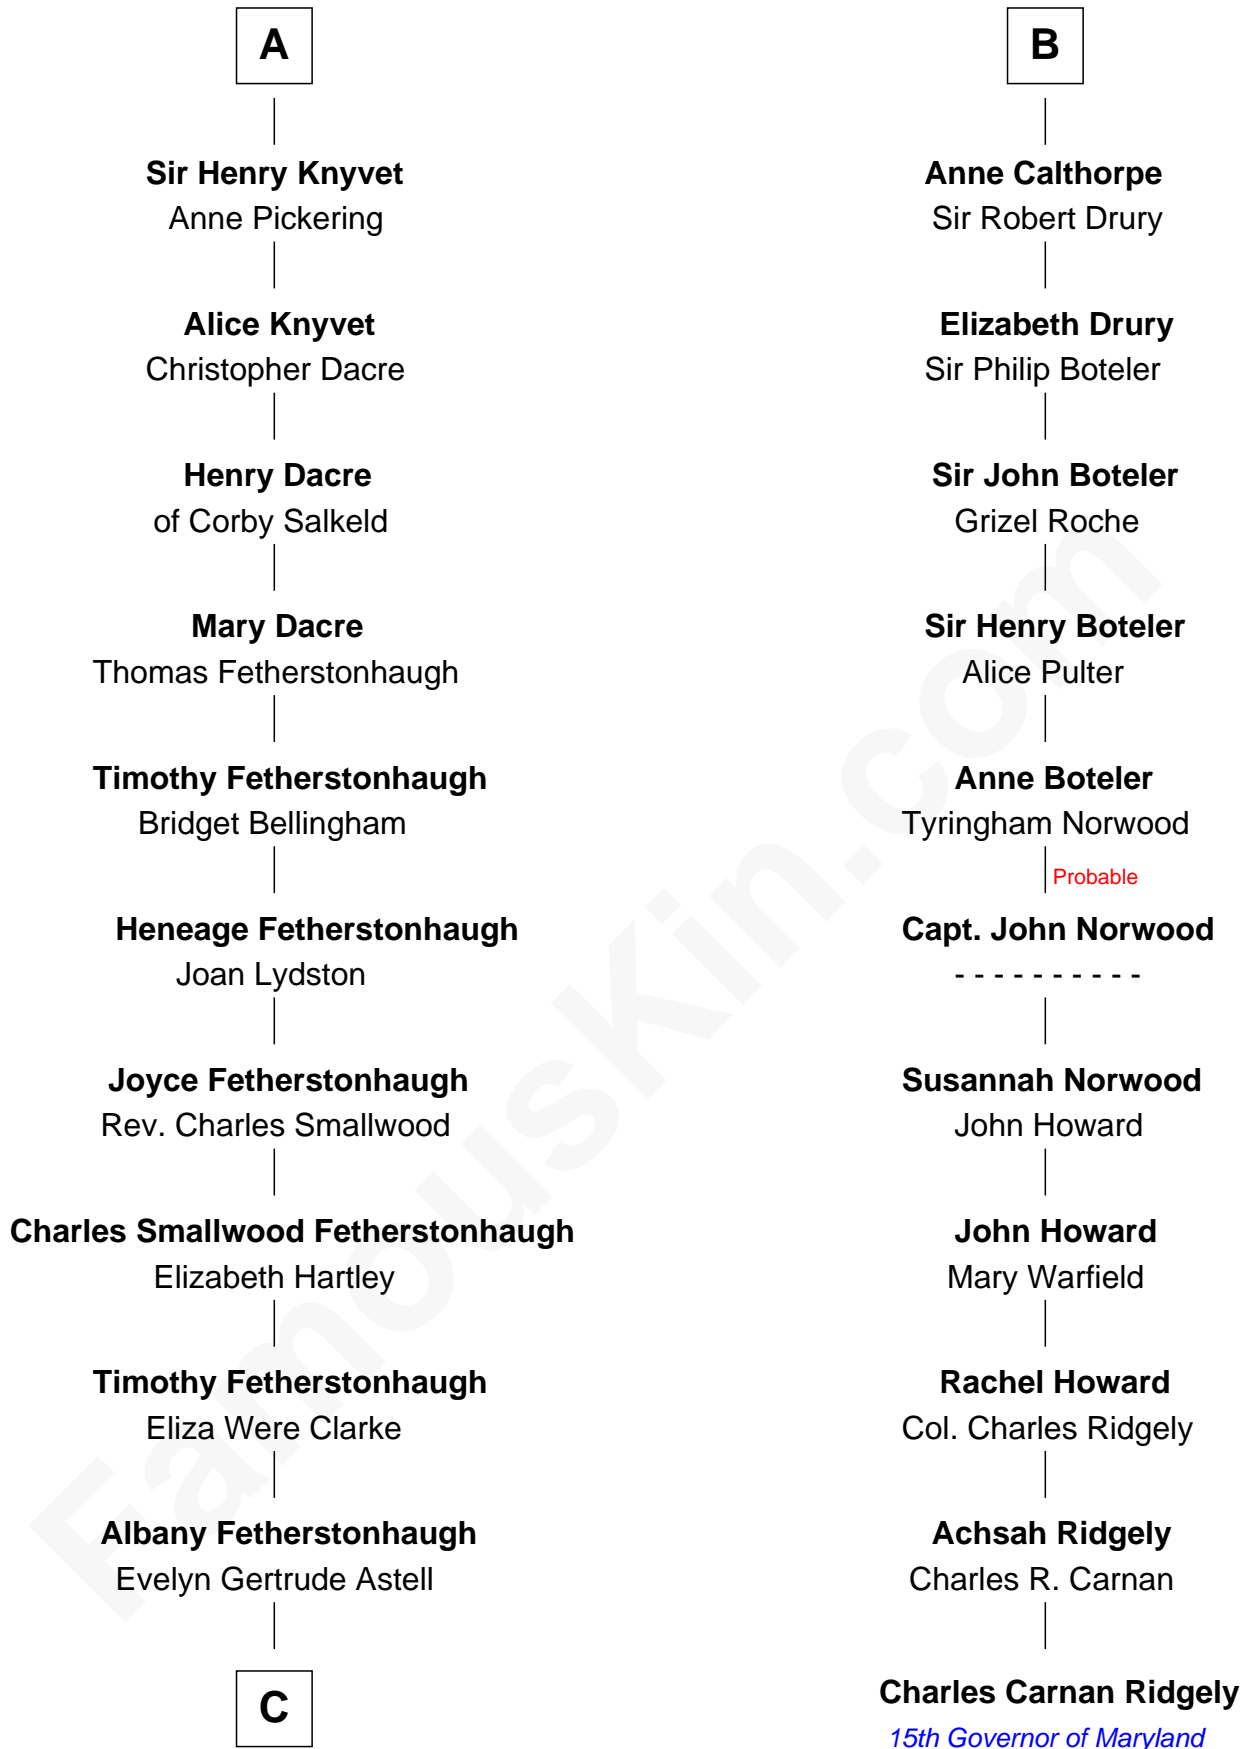 A
Sir Henry Knyvet
Anne Pickering
Alice Knyvet
Christopher Dacre
Henry Dacre
of Corby Salkeld
Mary Dacre
Thomas Fetherstonhaugh
Timothy Fetherstonhaugh
Bridget Bellingham
Heneage Fetherstonhaugh
Joan Lydston
Joyce Fetherstonhaugh
Rev. Charles Smallwood
Charles Smallwood Fetherstonhaugh
Elizabeth Hartley
Timothy Fetherstonhaugh
Eliza Were Clarke
Albany Fetherstonhaugh
Evelyn Gertrude Astell
C
B
Anne Calthorpe
Sir Robert Drury
Elizabeth Drury
Sir Philip Boteler
Sir John Boteler
Grizel Roche
Sir Henry Boteler
Alice Pulter
Anne Boteler
Tyringham Norwood
Probable
Capt. John Norwood
- - - - - - - - - -
Susannah Norwood
John Howard
John Howard
Mary Warfield
Rachel Howard
Col. Charles Ridgely
Achsah Ridgely
Charles R. Carnan
Charles Carnan Ridgely
15th Governor of Maryland
FamousKin.com